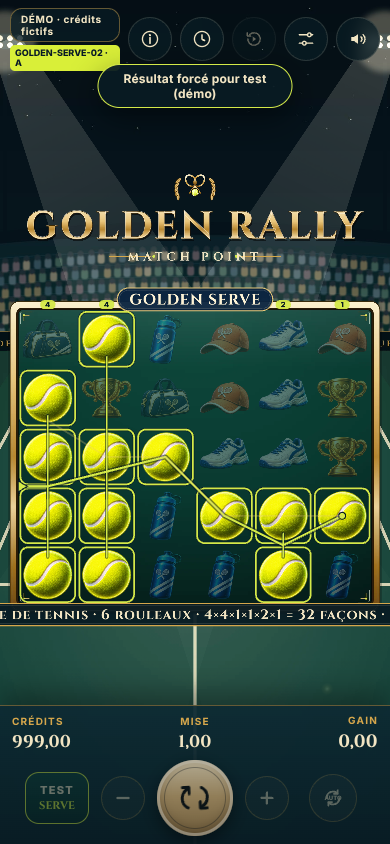 DÉMO · crédits
fictifs
GOLDEN-SERVE-02 ·
A
Résultat forcé pour test
(démo)
GOLDEN RALLY
MATCH POINT
GOLDEN SERVE
4
4
2
1
E DE TENNIS · 6 ROULEAUX · 4×4×1×1×2×1 = 32 FAÇONS ·
CRÉDITS
MISE
GAIN
999,00
1,00
0,00
TEST
SERVE
AUTO